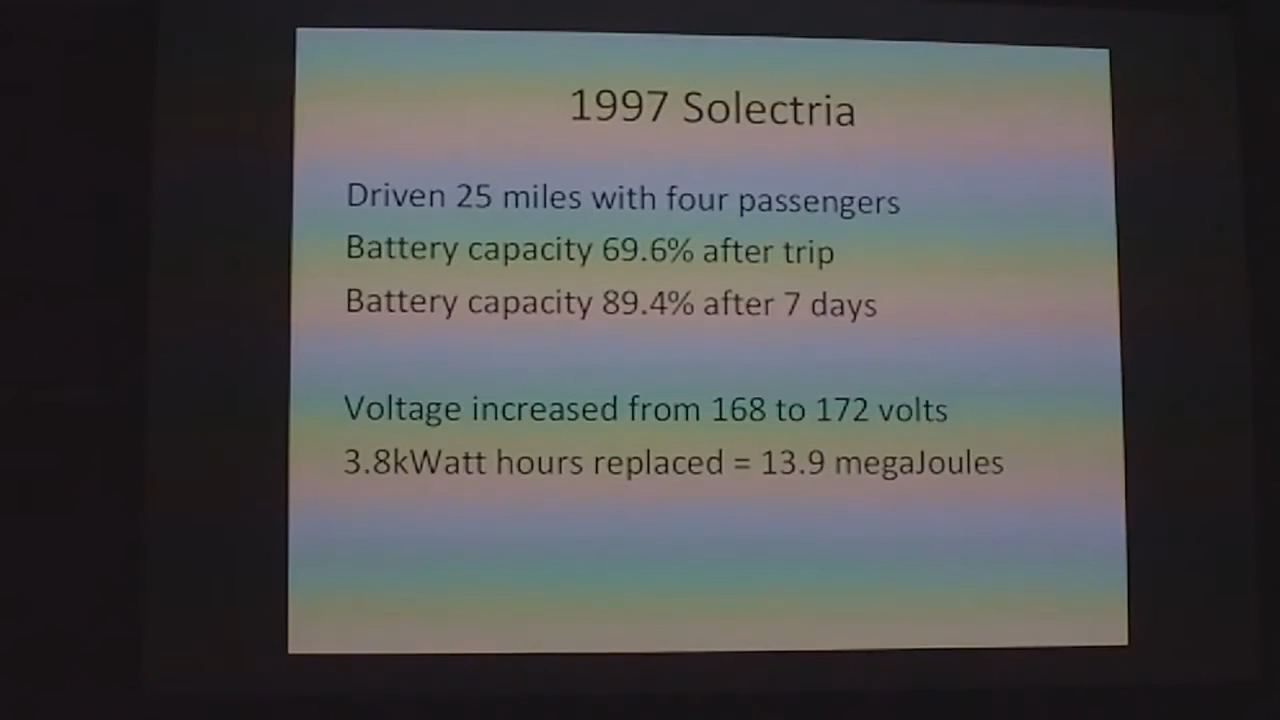 1997 Solectria
Driven 25 miles with four passengers
Battery capacity 69.6% after trip
Battery capacity 89.4% after 7 days
Voltage increased from 168 to 172 volts
3.8kWatt hours replaced = 13.9 megaJoules